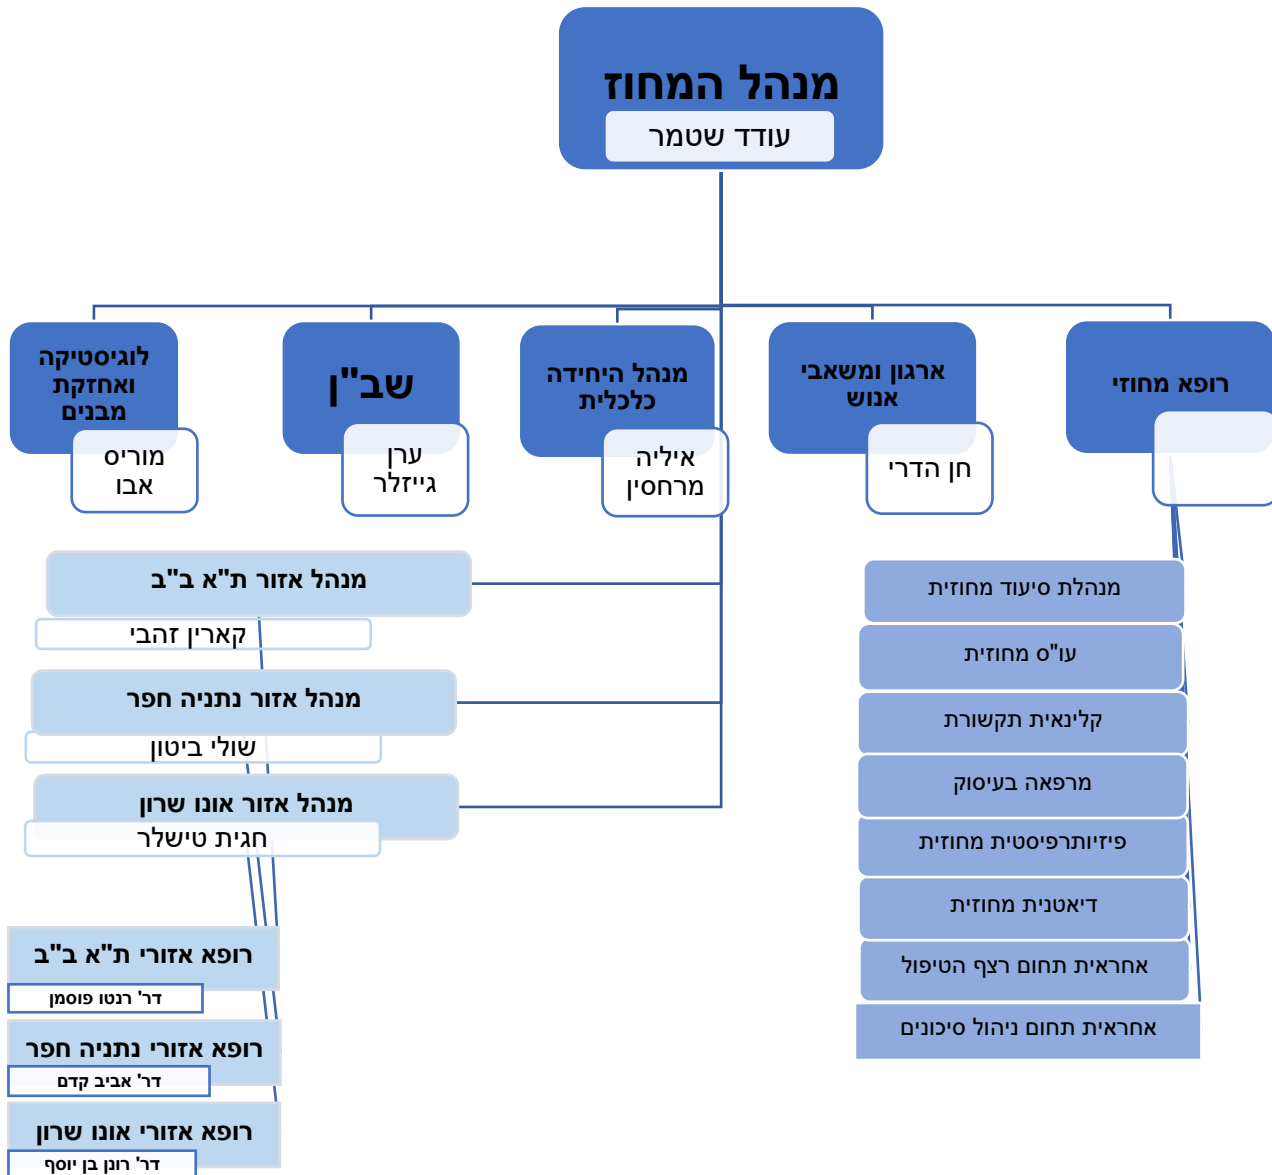 מנהל המחוז
עודד שטמר
רופא מחוזי
ארגון ומשאבי
אנוש
חן הדרי
מנהל היחידה
כלכלית
איליה
מרחסין
שב"ן
ערן
גייזלר
לוגיסטיקה
ואחזקת
מבנים
מוריס
אבו
מנהלת סיעוד מחוזית
עו"ס מחוזית
קלינאית תקשורת
מרפאה בעיסוק
פיזיותרפיסטית מחוזית
דיאטנית מחוזית
אחראית תחום רצף הטיפול
אחראית תחום ניהול סיכונים
מנהל אזור ת"א ב"ב
קארין זהבי
מנהל אזור נתניה חפר
שולי ביטון
מנהל אזור אונו שרון
חגית טישלר
רופא אזורי ת"א ב"ב
דר' רנטו פוסמן
רופא אזורי נתניה חפר
דר' אביב קדם
רופא אזורי אונו שרון
דר' רונן בן יוסף